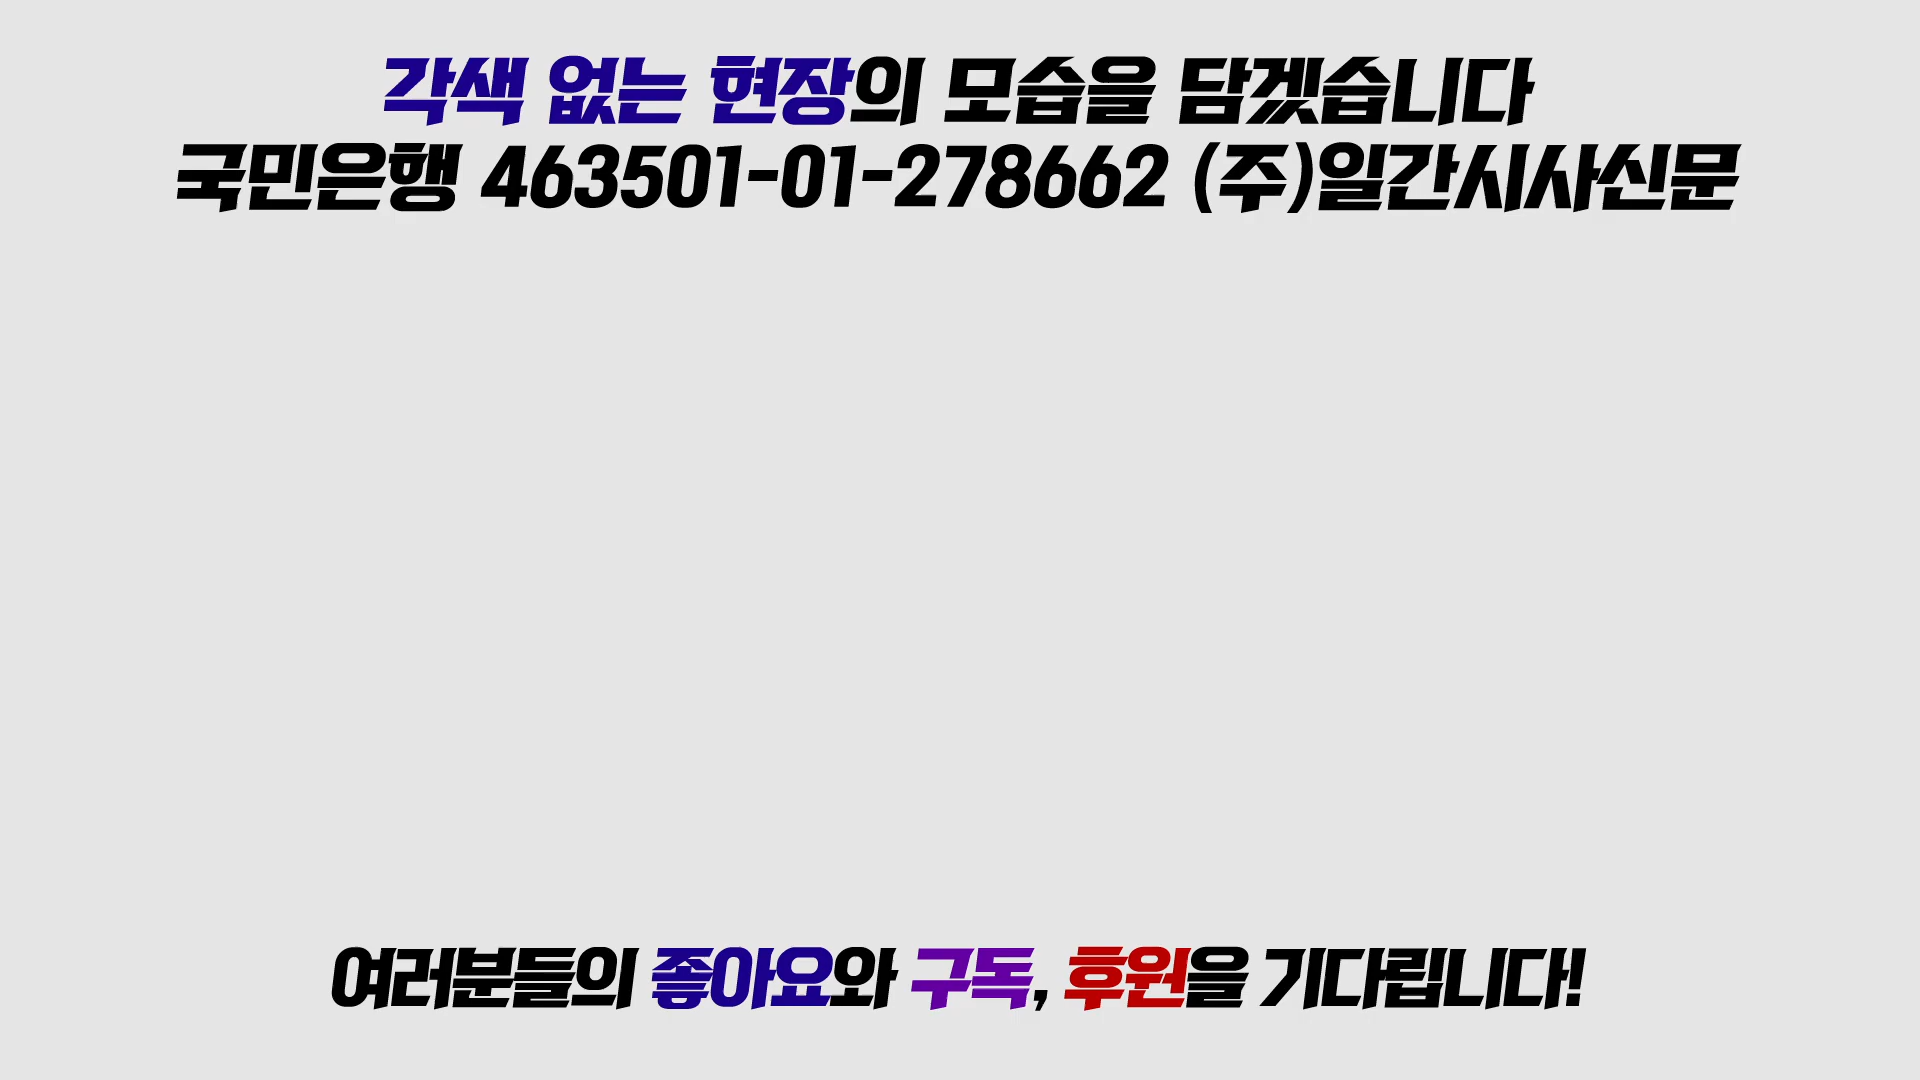 각색 없는 현장의 모습을 담겠습니다
국민은행 463501-01-278662 (주)일간시사신문
여러분들의 좋아요와 구독, 후원을 기다립니다!